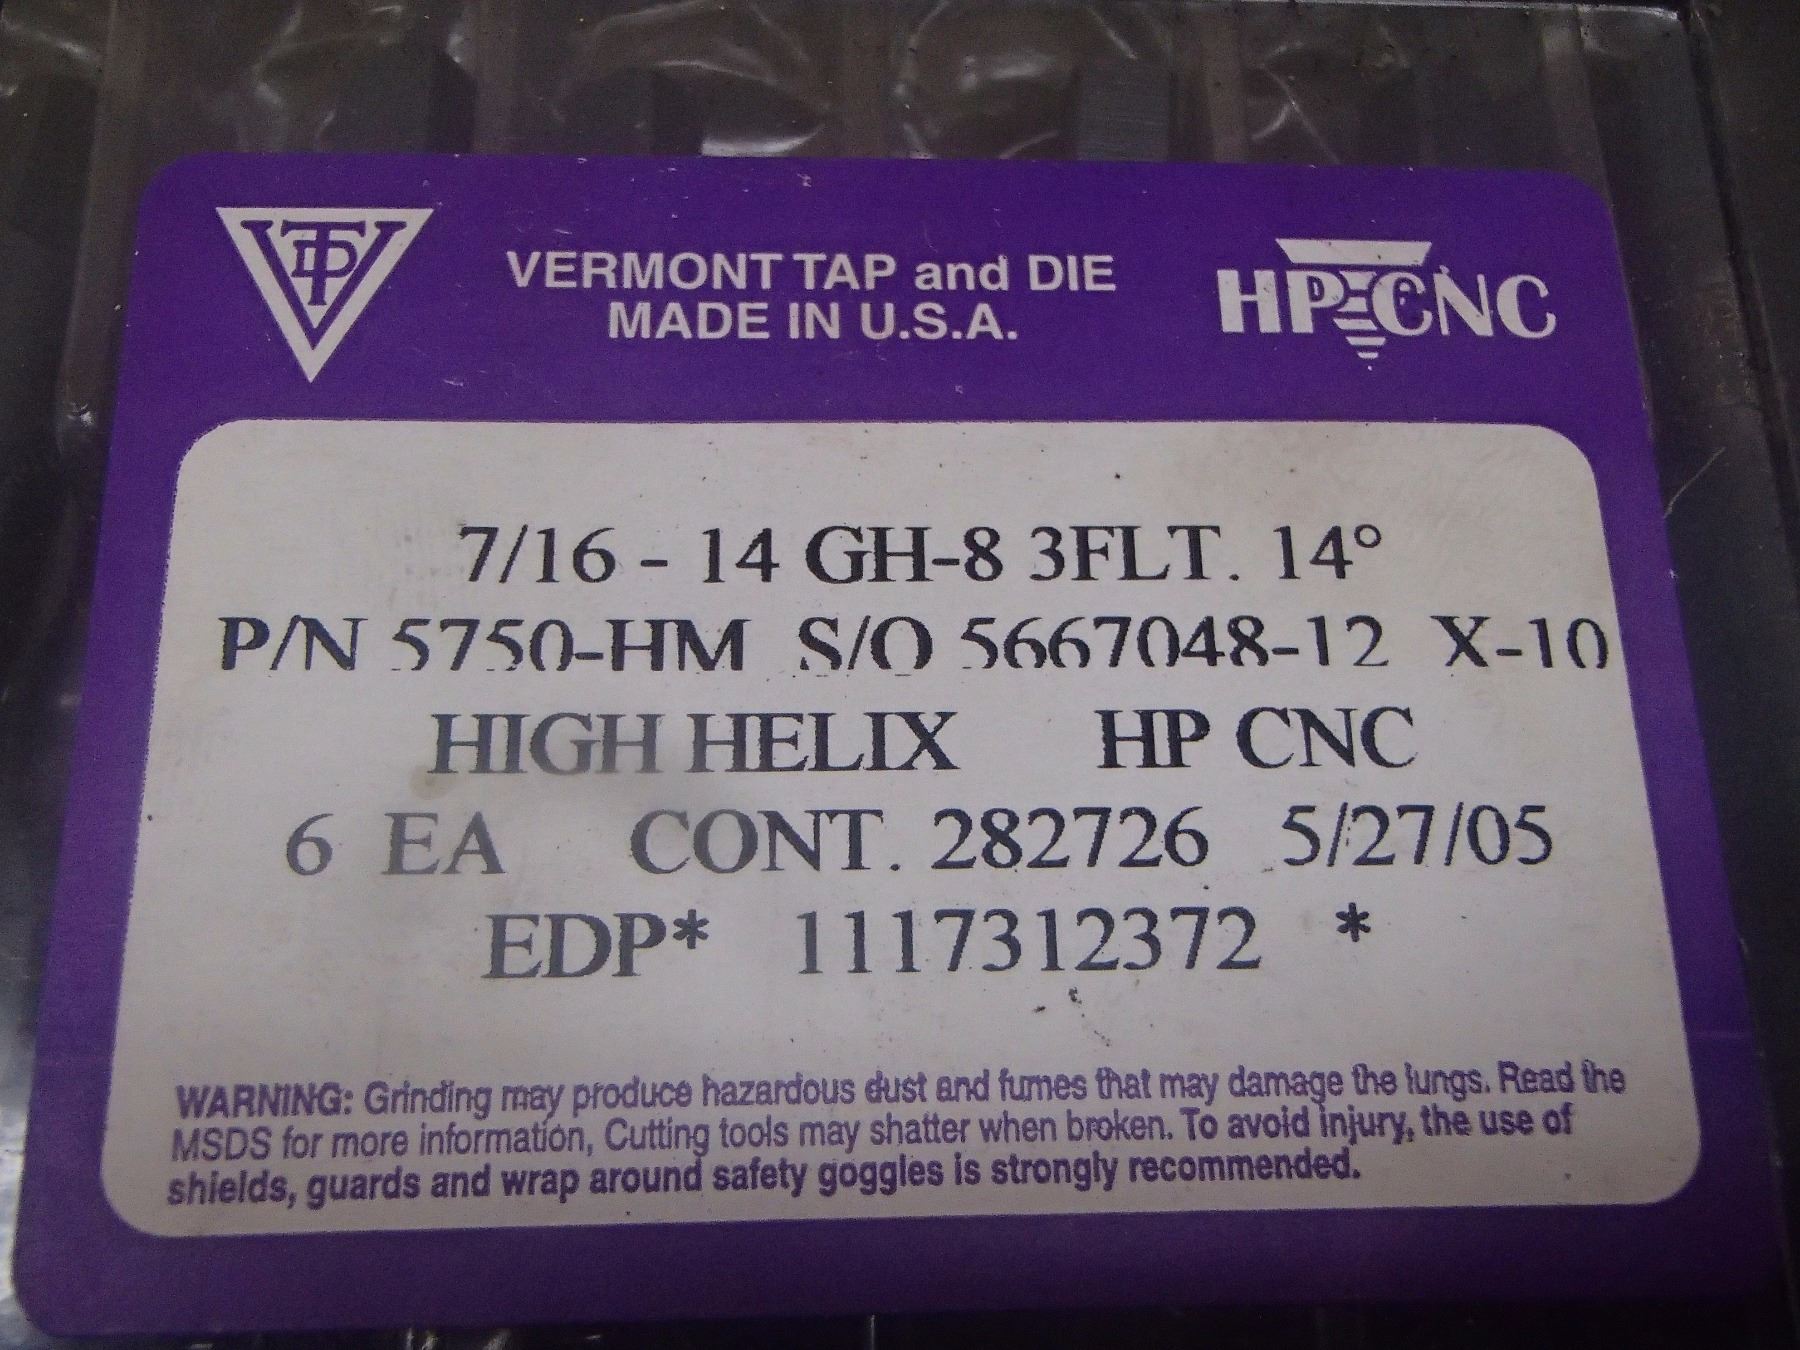 VTD
VERMONT TAP and DIE
MADE IN U.S.A.
HP CNC
7/16 - 14 GH-8 3FLT. 14°
P/N 5750-HM S/O 5667048-12 X-10
HIGH HELIX HP CNC
6 EA CONT. 282726 5/27/05
EDP* 1117312372 *
WARNING: Grinding may produce hazardous dust and fumes that may damage the lungs. Read the
MSDS for more information, Cutting tools may shatter when broken. To avoid injury, the use of
shields, guards and wrap around safety goggles is strongly recommended.